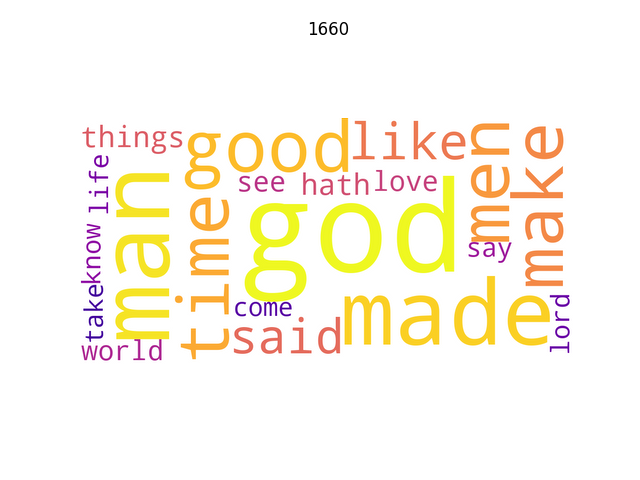 1660
things
good
like
men
make
life
man
time
see
hath
love
god
know
say
take
come
made
lord
said
world